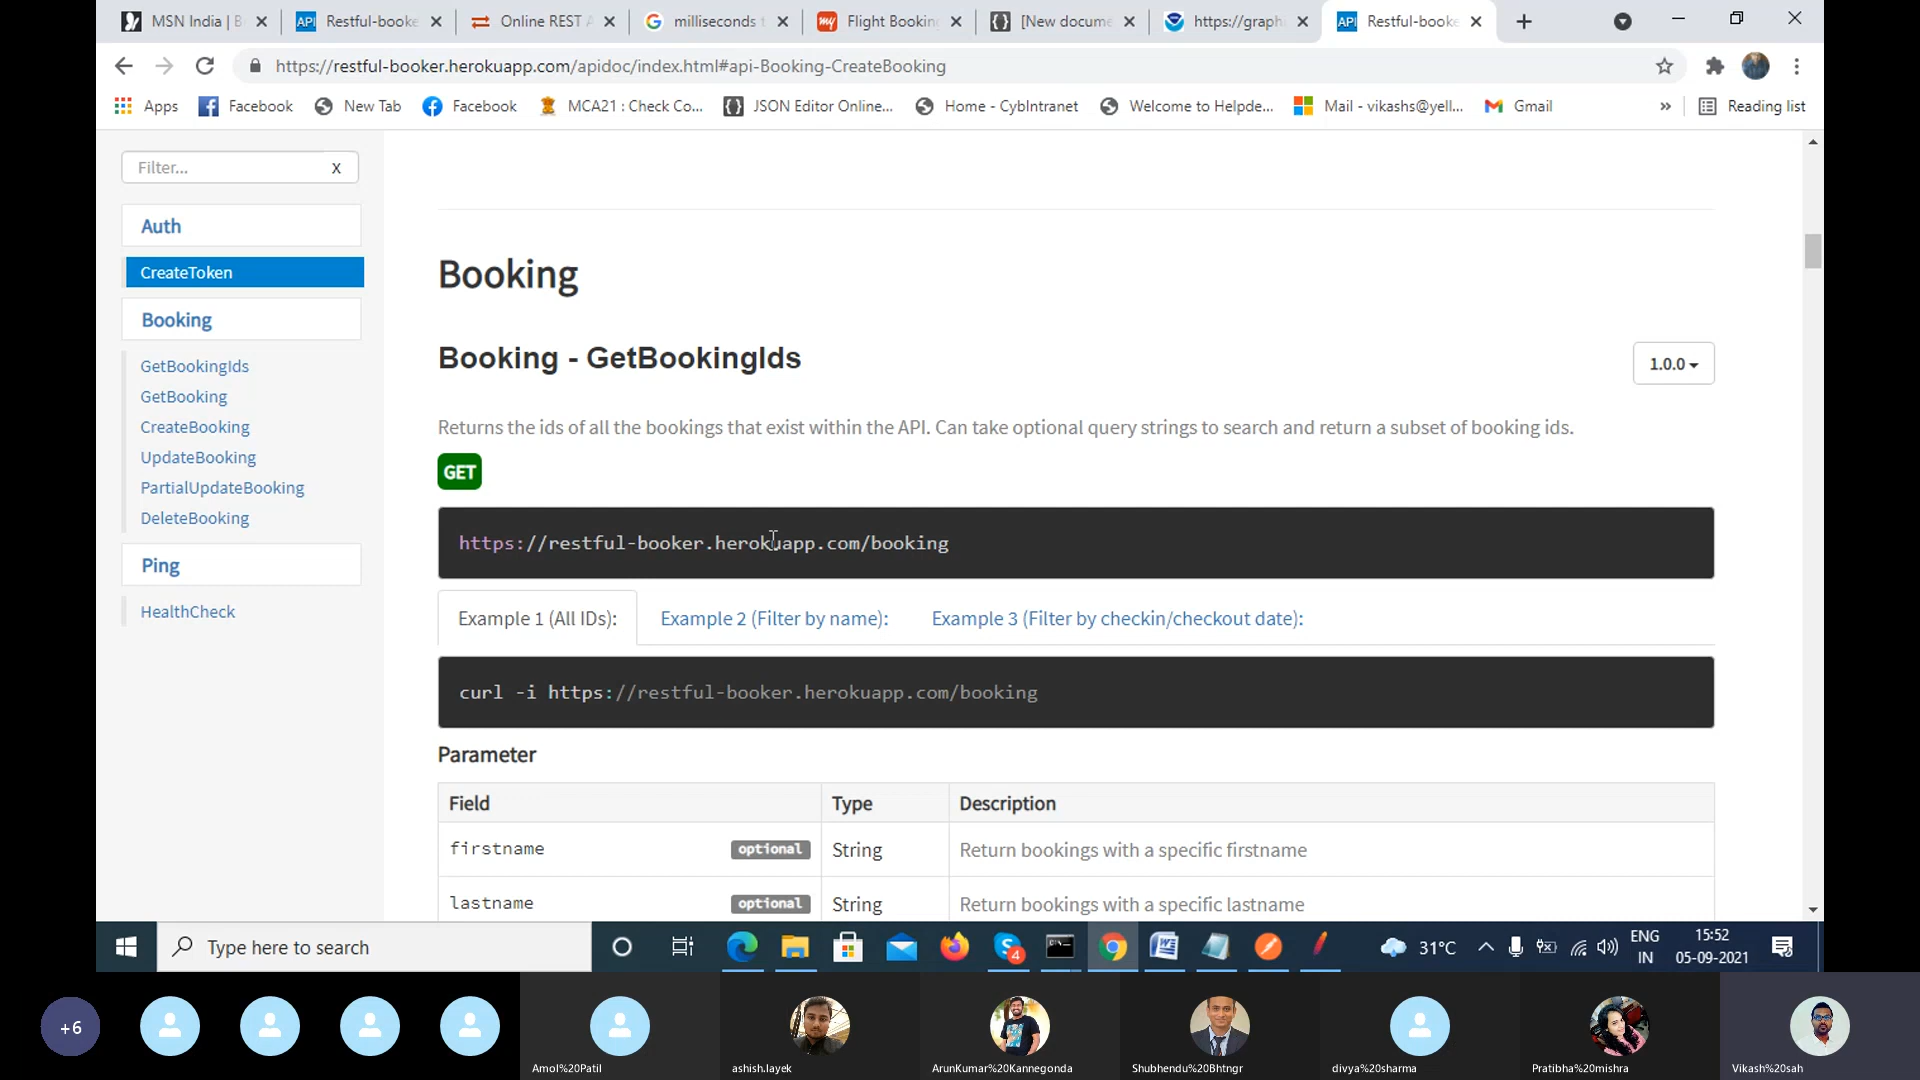 MSN India | B
Restful-booke
Online REST A
milliseconds t
Flight Booking
[New docume
https://graph
Restful-booke
https://restful-booker.herokuapp.com/apidoc/index.html#api-Booking-CreateBooking
Apps
Facebook
New Tab
Facebook
MCA21 : Check Co...
JSON Editor Online...
Home - CybIntranet
Welcome to Helpde...
Mail - vikashs@yell...
Gmail
»
Reading list
Filter...
X
Auth
CreateToken
Booking
GetBookingIds
GetBooking
CreateBooking
UpdateBooking
PartialUpdateBooking
DeleteBooking
Ping
HealthCheck
Booking
Booking - GetBookingIds
1.0.0
Returns the ids of all the bookings that exist within the API. Can take optional query strings to search and return a subset of booking ids.
GET
https://restful-booker.herokuapp.com/booking
Example 1 (All IDs):
Example 2 (Filter by name):
Example 3 (Filter by checkin/checkout date):
curl -i https://restful-booker.herokuapp.com/booking
Parameter
Field Type Description
firstname optional String Return bookings with a specific firstname
lastname optional String Return bookings with a specific lastname
Type here to search
4
31°C
ENG
IN
15:52
05-09-2021
+6
Amol%20Patil
ashish.layek
ArunKumar%20Kannegonda
Shubhendu%20Bhtngr
divya%20sharma
Pratibha%20mishra
Vikash%20sah